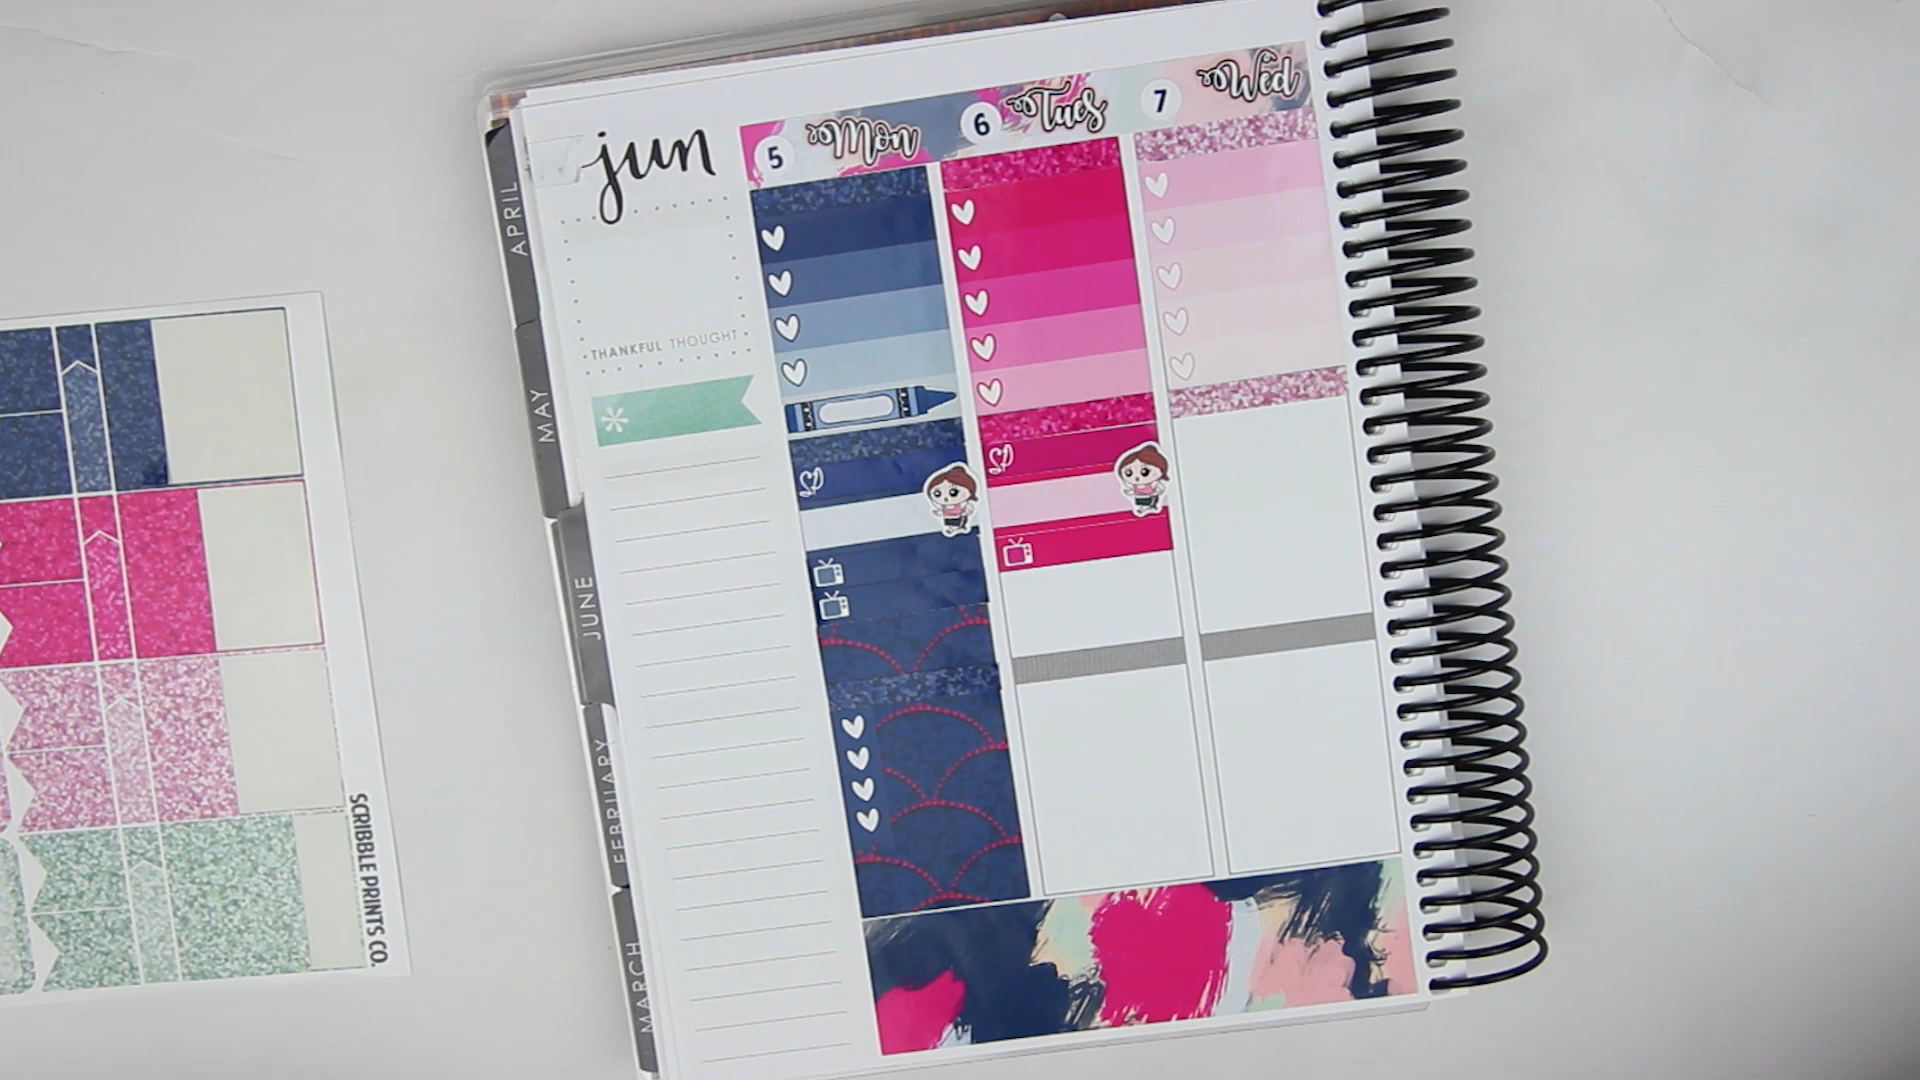 jun
5 Mon
6 Tues
7 Wed
THANKFUL THOUGHT
APRIL
MAY
JUNE
FEBRUARY
MARCH
SCRIBBLE PRINTS CO.